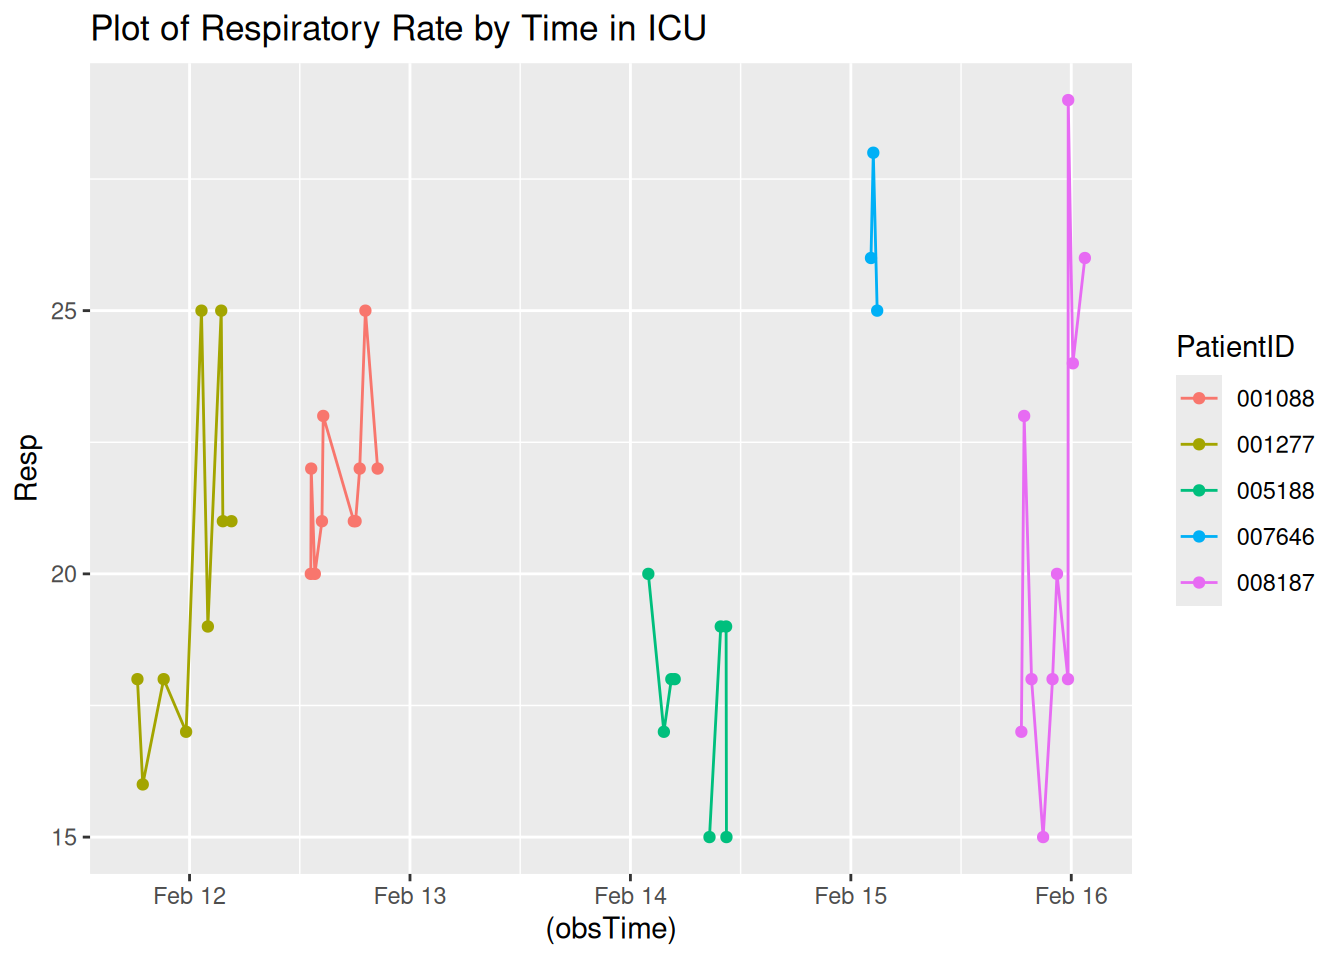 Plot of Respiratory Rate by Time in ICU
Resp
25
20
15
Feb 12
Feb 13
Feb 14
Feb 15
Feb 16
(obsTime)
PatientID
001088
001277
005188
007646
008187